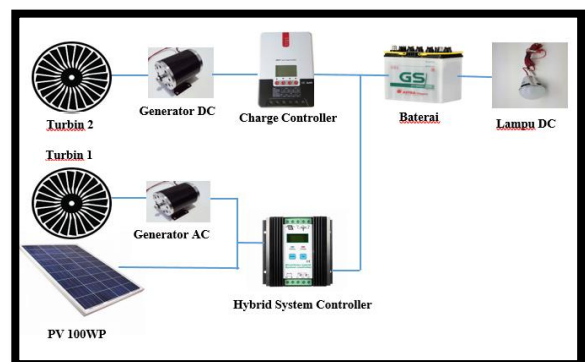 Generator DC
Charge Controller
GS
Baterai
Lampu DC
Turbin 2
Turbin 1
Generator AC
Hybrid System Controller
PV 100WP